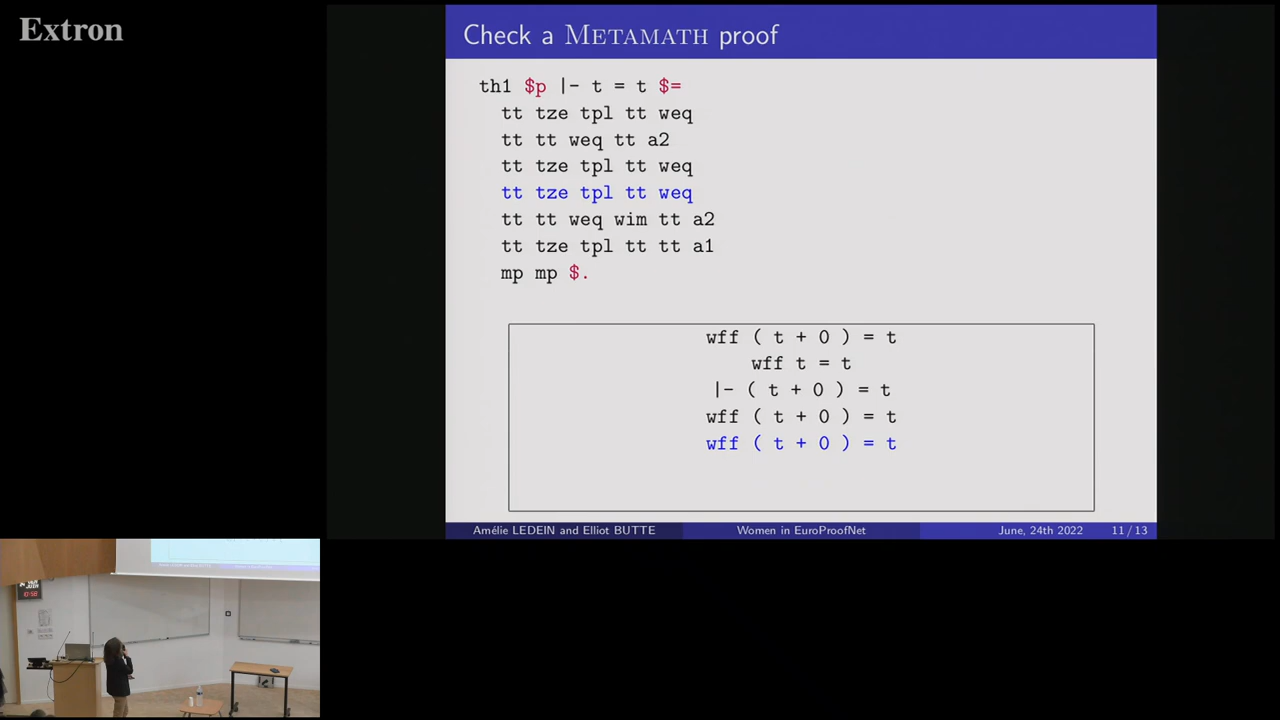 Extron
Check a METAMATH proof
th1 $p |- t = t $=
tt tze tpl tt weq
tt tt weq tt a2
tt tze tpl tt weq
tt tze tpl tt weq
tt tt weq wim tt a2
tt tze tpl tt tt a1
mp mp $.
wff ( t + 0 ) = t
wff t = t
|- ( t + 0 ) = t
wff ( t + 0 ) = t
wff ( t + 0 ) = t
Amélie LEDEIN and Elliot BUTTE Women in EuroProofNet June, 24th 2022 11 / 13